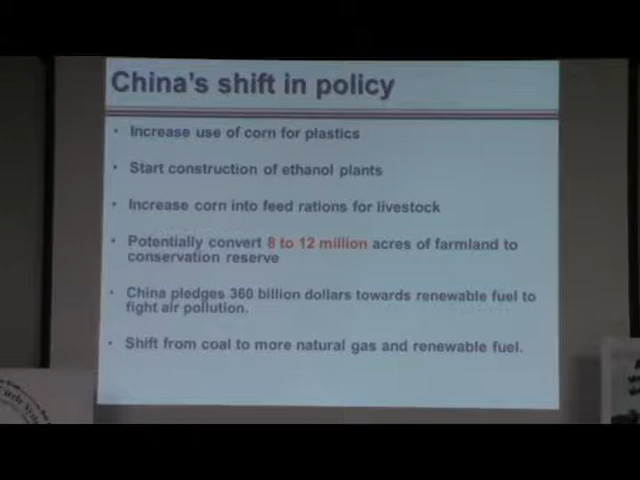 China's shift in policy
• Increase use of corn for plastics
• Start construction of ethanol plants
• Increase corn into feed rations for livestock
• Potentially convert 8 to 12 million acres of farmland to
conservation reserve
• China pledges 360 billion dollars towards renewable fuel to
fight air pollution.
• Shift from coal to more natural gas and renewable fuel.